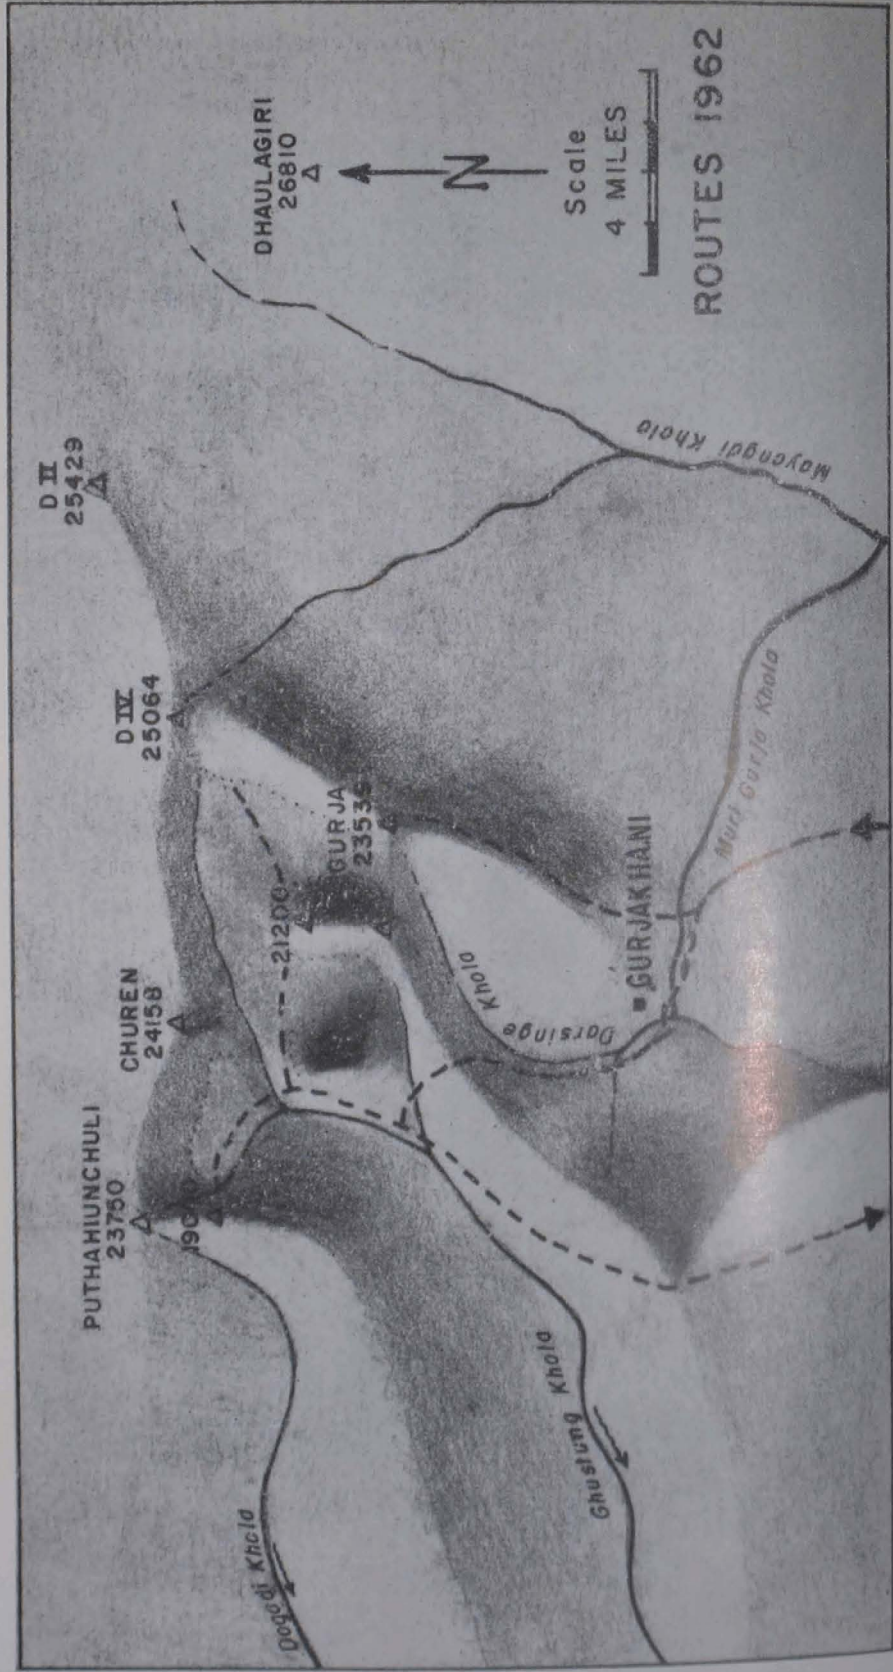 PUTHAHIUNCHULI
23750
CHUREN
24158
D IV
25064
D II
25429
DHAULAGIRI
26810
N
Scale
4 MILES
ROUTES 1962
21200
GURJA
GURJAKHANI
Darsinge Khola
Muri Gurja Khola
Mayangdi Khola
Dogadi Khola
Ghustung Khola